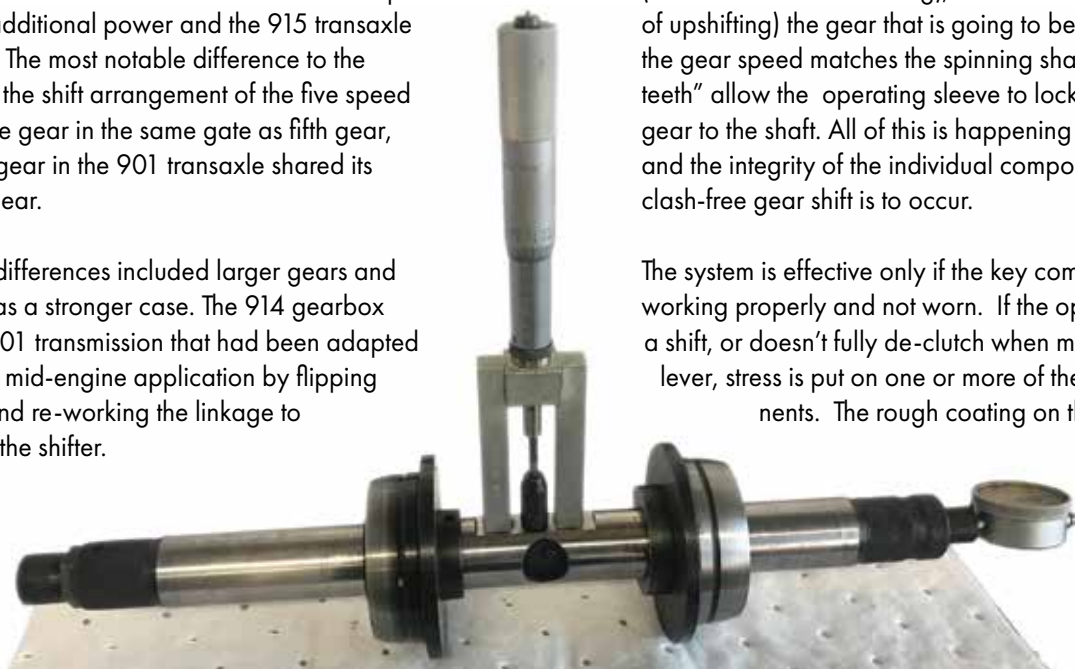 additional power and the 915 transaxle
The most notable difference to the
the shift arrangement of the five speed
e gear in the same gate as fifth gear,
gear in the 901 transaxle shared its
ear.
differences included larger gears and
as a stronger case. The 914 gearbox
01 transmission that had been adapted
mid-engine application by flipping
nd re-working the linkage to
the shifter.
of upshifting) the gear that is going to be
the gear speed matches the spinning sha
teeth” allow the  operating sleeve to lock
gear to the shaft. All of this is happening
and the integrity of the individual compo
clash-free gear shift is to occur.
The system is effective only if the key com
working properly and not worn.  If the op
a shift, or doesn’t fully de-clutch when m
lever, stress is put on one or more of the
nents.  The rough coating on th